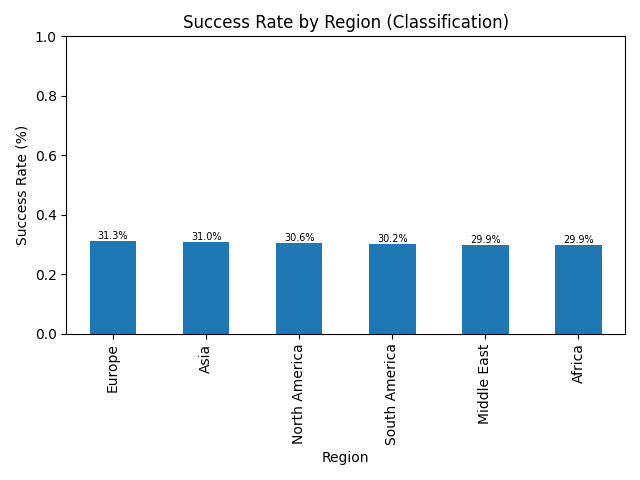 Success Rate by Region (Classification)
1.0
0.8
0.6
0.4
0.2
0.0
Success Rate (%)
31.3%
31.0%
30.6%
30.2%
29.9%
29.9%
Europe
Asia
North America
South America
Middle East
Africa
Region